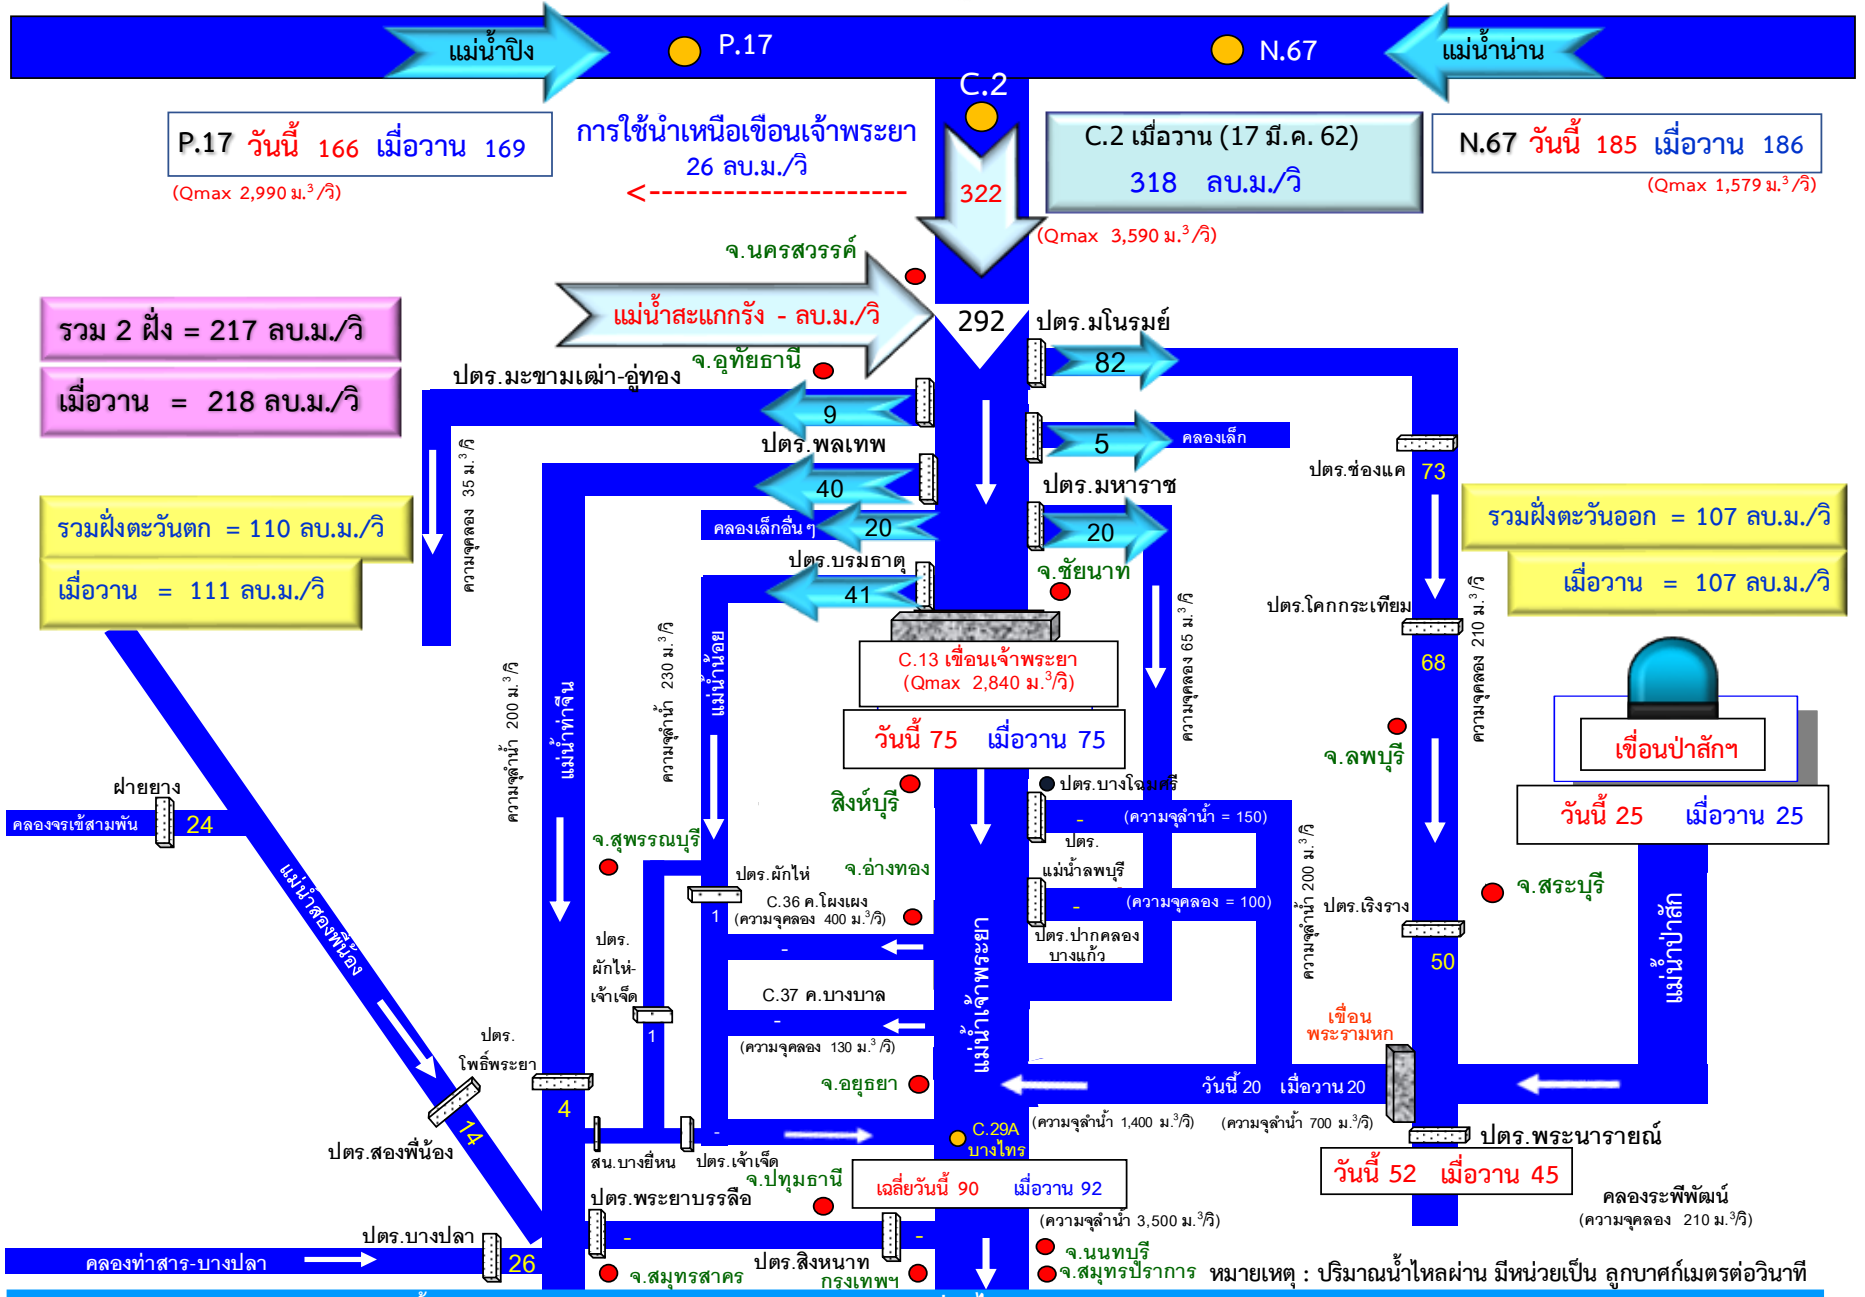 แม่น้ำปิง
P.17
N.67
แม่น้ำน่าน
C.2
P.17 วันนี้ 166 เมื่อวาน 169
(Qmax 2,990 ม.³/วิ)
การใช้น้ำเหนือเขื่อนเจ้าพระยา
26 ลบ.ม./วิ
<--------------------
322
C.2 เมื่อวาน (17 มี.ค. 62)
318 ลบ.ม./วิ
(Qmax 3,590 ม.³/วิ)
N.67 วันนี้ 185 เมื่อวาน 186
(Qmax 1,579 ม.³/วิ)
จ.นครสวรรค์
แม่น้ำสะแกกรัง - ลบ.ม./วิ
292
ปตร.มโนรมย์
82
รวม 2 ฝั่ง = 217 ลบ.ม./วิ
เมื่อวาน = 218 ลบ.ม./วิ
จ.อุทัยธานี
ปตร.มะขามเฒ่า-อู่ทอง
9
5
คลองเล็ก
ปตร.พลเทพ
40
ปตร.ช่องแค
73
ความจุคลอง 35 ม.³/วิ
ปตร.มหาราช
คลองเล็กอื่น ๆ
20
20
รวมฝั่งตะวันตก = 110 ลบ.ม./วิ
เมื่อวาน = 111 ลบ.ม./วิ
รวมฝั่งตะวันออก = 107 ลบ.ม./วิ
เมื่อวาน = 107 ลบ.ม./วิ
ปตร.บรมธาตุ
41
จ.ชัยนาท
ปตร.โคกกระเทียม
68
ความจุคลอง 210 ม.³/วิ
ความจุคลอง 65 ม.³/วิ
C.13 เขื่อนเจ้าพระยา
(Qmax 2,840 ม.³/วิ)
วันนี้ 75 เมื่อวาน 75
ความจุลำน้ำ 200 ม.³/วิ
แม่น้ำท่าจีน
ความจุลำน้ำ 230 ม.³/วิ
แม่น้ำน้อย
จ.ลพบุรี
เขื่อนป่าสักฯ
วันนี้ 25 เมื่อวาน 25
ฝายยาง
คลองจรเข้สามพัน
24
สิงห์บุรี
ปตร.บางโฉมศรี
-
(ความจุลำน้ำ = 150)
ปตร.
แม่น้ำลพบุรี
จ.สุพรรณบุรี
จ.อ่างทอง
ปตร.ผักไห่
1
C.36 ค.โผงเผง
(ความจุคลอง 400 ม.³/วิ)
-
-
(ความจุคลอง = 100)
ปตร.ปากคลอง
บางแก้ว
ความจุลำน้ำ 200 ม.³/วิ
ปตร.เริงราง
50
จ.สระบุรี
แม่น้ำป่าสัก
แม่น้ำสองพี่น้อง
ปตร.
ผักไห่-
เจ้าเจ็ด
1
C.37 ค.บางบาล
-
(ความจุคลอง 130 ม.³/วิ)
แม่น้ำเจ้าพระยา
เขื่อน
พระรามหก
ปตร.
โพธิ์พระยา
4
จ.อยุธยา
วันนี้ 20 เมื่อวาน 20
(ความจุลำน้ำ 1,400 ม.³/วิ)
(ความจุลำน้ำ 700 ม.³/วิ)
14
ปตร.สองพี่น้อง
-
C.29A
บางไทร
ปตร.พระนารายณ์
สน.บางยี่หน
ปตร.เจ้าเจ็ด
จ.ปทุมธานี
เฉลี่ยวันนี้ 90 เมื่อวาน 92
(ความจุลำน้ำ 3,500 ม.³/วิ)
วันนี้ 52 เมื่อวาน 45
คลองระพีพัฒน์
(ความจุคลอง 210 ม.³/วิ)
ปตร.พระยาบรรลือ
-
-
ปตร.บางปลา
คลองท่าสาร-บางปลา
26
ปตร.สิงหนาท
จ.สมุทรสาคร
กรุงเทพฯ
จ.นนทบุรี
จ.สมุทรปราการ
หมายเหตุ : ปริมาณน้ำไหลผ่าน มีหน่วยเป็น ลูกบาศก์เมตรต่อวินาที